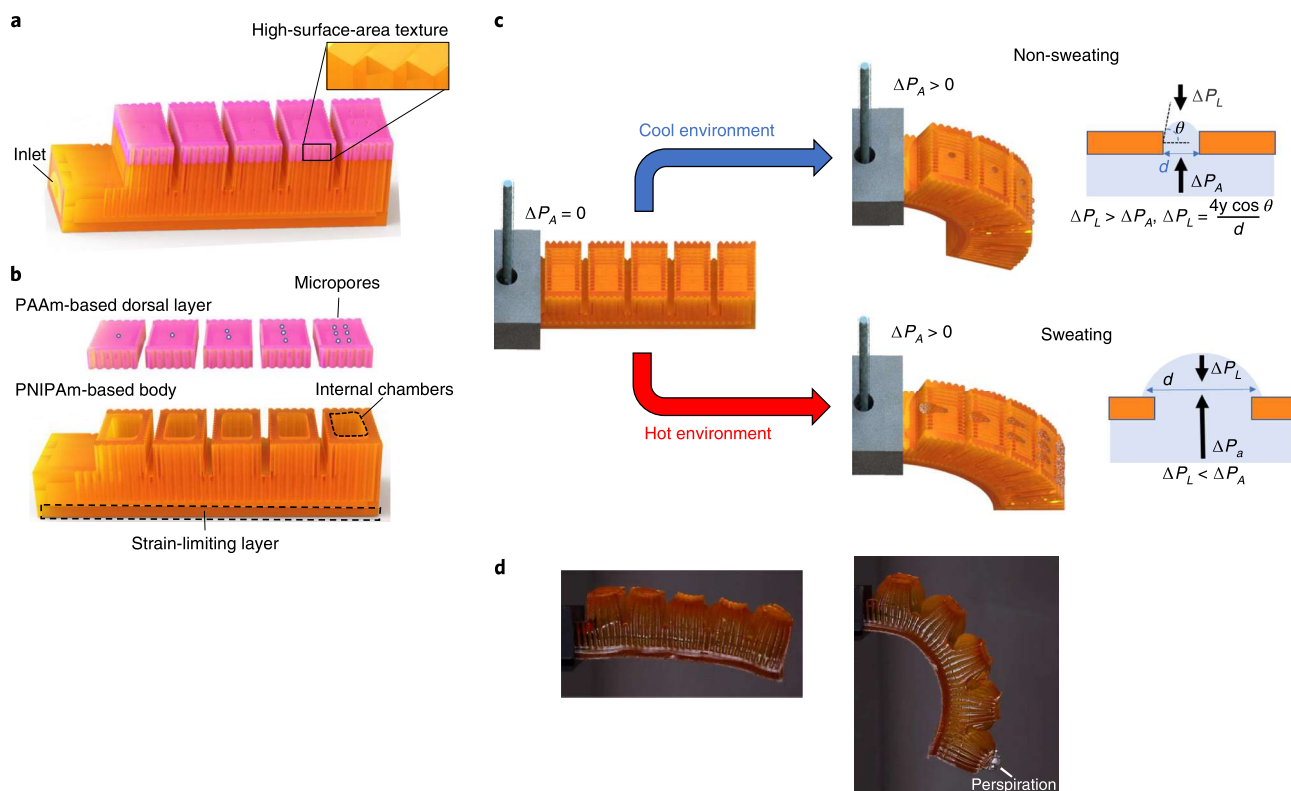 a
High-surface-area texture
Inlet
b
Micropores
PAAm-based dorsal layer
PNIPAm-based body
Internal chambers
Strain-limiting layer
c
Non-sweating
ΔP_A > 0
ΔP_L
θ
Cool environment
d
ΔP_A
ΔP_A = 0
ΔP_L > ΔP_A, ΔP_L = 4y cos θ / d
Sweating
ΔP_A > 0
ΔP_L
d
Hot environment
ΔP_a
ΔP_L < ΔP_A
d
Perspiration